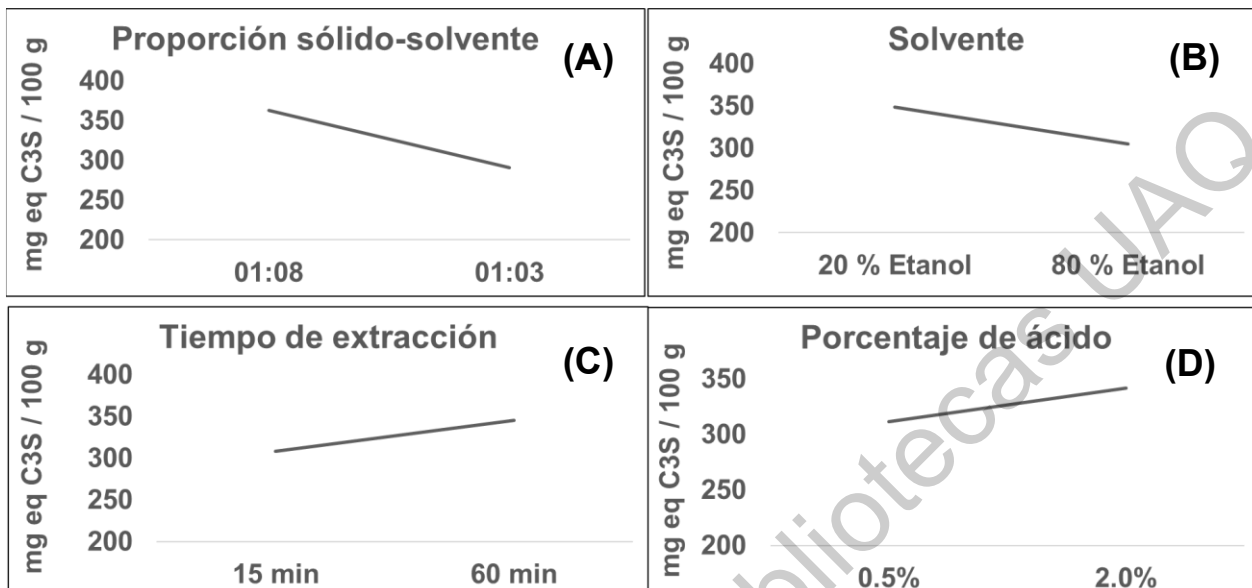 Proporción sólido-solvente
(A)
mg eq C3S / 100 g
400
350
300
250
200
01:08 01:03
Solvente
(B)
mg eq C3S / 100 g
400
350
300
250
200
20 % Etanol 80 % Etanol
Tiempo de extracción
(C)
mg eq C3S / 100 g
400
350
300
250
200
15 min 60 min
Porcentaje de ácido
(D)
mg eq C3S / 100 g
350
300
250
200
0.5% 2.0%
bliotecas UAQ